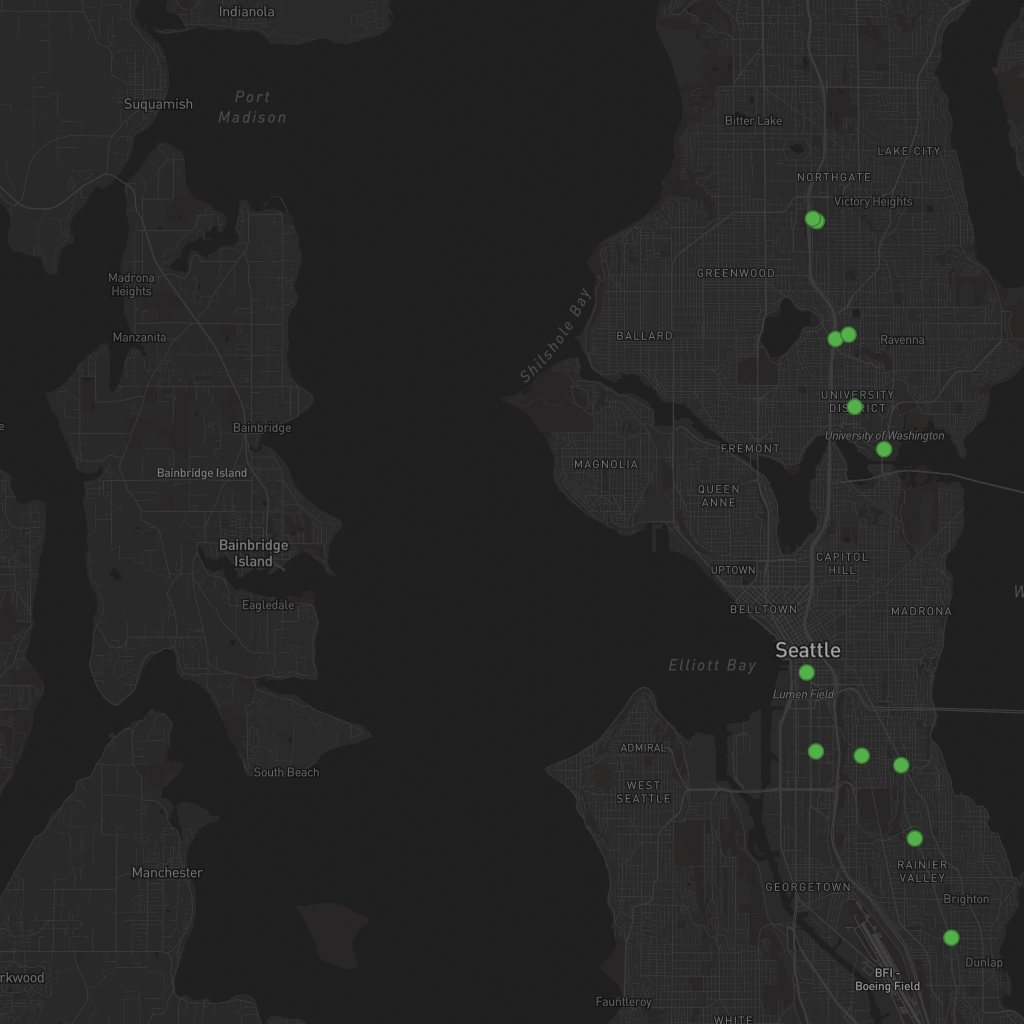 Indianola
Port
Madison
Suquamish
Bitter Lake
LAKE CITY
NORTHGATE
Victory Heights
Madrona
Heights
GREENWOOD
Shilshole Bay
Manzanita
BALLARD
Ravenna
UNIVERSITY
DISTRICT
Bainbridge
University of Washington
FREMONT
MAGNOLIA
Bainbridge Island
QUEEN
ANNE
Bainbridge
Island
CAPITOL
HILL
UPTOWN
Eagledale
BELLTOWN
MADRONA
Seattle
Elliott Bay
Lumen Field
ADMIRAL
South Beach
WEST
SEATTLE
Manchester
RAINIER
VALLEY
GEORGETOWN
Brighton
Dunlap
rkwood
BFI -
Boeing Field
Fauntleroy
WHITE